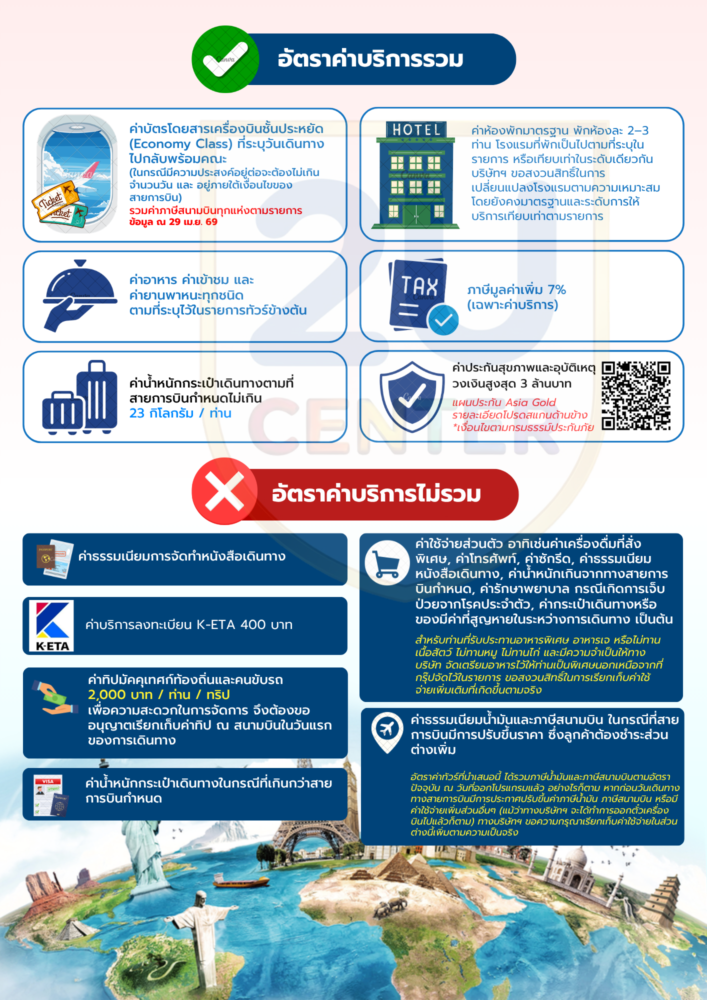 อัตราค่าบริการรวม
ค่าบัตรโดยสารเครื่องบินชั้นประหยัด
(Economy Class) ที่ระบุวันเดินทาง
ไปกลับพร้อมคณะ
(ในกรณีมีความประสงค์อยู่ต่อจะต้องไม่เกิน
จำนวนวัน และ อยู่ภายใต้เงื่อนไขของ
สายการบิน)
รวมค่าภาษีสนามบินทุกแห่งตามรายการ
ข้อมูล ณ 29 เม.ย. 69
Ticket
Ticket
HOTEL
ค่าห้องพักมาตรฐาน พักห้องละ 2–3
ท่าน โรงแรมที่พักเป็นไปตามที่ระบุใน
รายการ หรือเทียบเท่าในระดับเดียวกัน
บริษัทฯ ขอสงวนสิทธิ์ในการ
เปลี่ยนแปลงโรงแรมตามความเหมาะสม
โดยยังคงมาตรฐานและระดับการให้
บริการเทียบเท่าตามรายการ
ค่าอาหาร ค่าเข้าชม และ
ค่ายานพาหนะทุกชนิด
ตามที่ระบุไว้ในรายการทัวร์ข้างต้น
TAX
ภาษีมูลค่าเพิ่ม 7%
(เฉพาะค่าบริการ)
ค่าน้ำหนักกระเป๋าเดินทางตามที่
สายการบินกำหนดไม่เกิน
23 กิโลกรัม / ท่าน
ค่าประกันสุขภาพและอุบัติเหตุ
วงเงินสูงสุด 3 ล้านบาท
แผนประกัน Asia Gold
รายละเอียดโปรดสแกนด้านข้าง
*เงื่อนไขตามกรมธรรม์ประกันภัย
2U
CENTER
อัตราค่าบริการไม่รวม
PASSPORT
ค่าธรรมเนียมการจัดทำหนังสือเดินทาง
K-ETA
ค่าบริการลงทะเบียน K-ETA 400 บาท
ค่าทิปมัคคุเทศก์ท้องถิ่นและคนขับรถ
2,000 บาท / ท่าน / ทริป
เพื่อความสะดวกในการจัดการ จึงต้องขอ
อนุญาตเรียกเก็บค่าทิป ณ สนามบินในวันแรก
ของการเดินทาง
VISA
PASSPORT
ค่าน้ำหนักกระเป๋าเดินทางในกรณีที่เกินกว่าสาย
การบินกำหนด
ค่าใช้จ่ายส่วนตัว อาทิเช่นค่าเครื่องดื่มที่สั่ง
พิเศษ, ค่าโทรศัพท์, ค่าซักรีด, ค่าธรรมเนียม
หนังสือเดินทาง, ค่าน้ำหนักเกินจากทางสายการ
บินกำหนด, ค่ารักษาพยาบาล กรณีเกิดการเจ็บ
ป่วยจากโรคประจำตัว, ค่ากระเป๋าเดินทางหรือ
ของมีค่าที่สูญหายในระหว่างการเดินทาง เป็นต้น
สำหรับท่านที่รับประทานอาหารพิเศษ อาหารเจ หรือไม่ทาน
เนื้อสัตว์ ไม่ทานหมู ไม่ทานไก่ และมีความจำเป็นให้ทาง
บริษัท จัดเตรียมอาหารไว้ให้ท่านเป็นพิเศษนอกเหนือจากที่
กรุ๊ปจัดไว้ในรายการ ขอสงวนสิทธิ์ในการเรียกเก็บค่าใช้
จ่ายเพิ่มเติมที่เกิดขึ้นตามจริง
ค่าธรรมเนียมน้ำมันและภาษีสนามบิน ในกรณีที่สาย
การบินมีการปรับขึ้นราคา ซึ่งลูกค้าต้องชำระส่วน
ต่างเพิ่ม
อัตราค่าทัวร์ที่นำเสนอนี้ ได้รวมภาษีน้ำมันและภาษีสนามบินตามอัตรา
ปัจจุบัน ณ วันที่ออกโปรแกรมแล้ว อย่างไรก็ตาม หากก่อนวันเดินทาง
ทางสายการบินมีการประกาศปรับขึ้นค่าภาษีน้ำมัน ภาษีสนามบิน หรือมี
ค่าใช้จ่ายเพิ่มส่วนอื่นๆ (แม้ว่าทางบริษัทฯ จะได้ทำการออกตั๋วเครื่อง
บินไปแล้วก็ตาม) ทางบริษัทฯ ขอความกรุณาเรียกเก็บค่าใช้จ่ายในส่วน
ต่างนี้เพิ่มตามความเป็นจริง